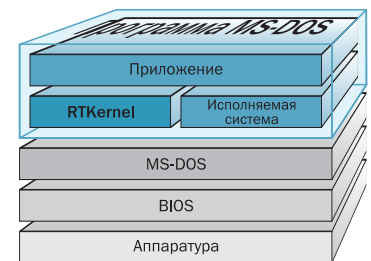 Программа MS-DOS
Приложение
RTKernel
Исполняемая
система
MS-DOS
BIOS
Аппаратура